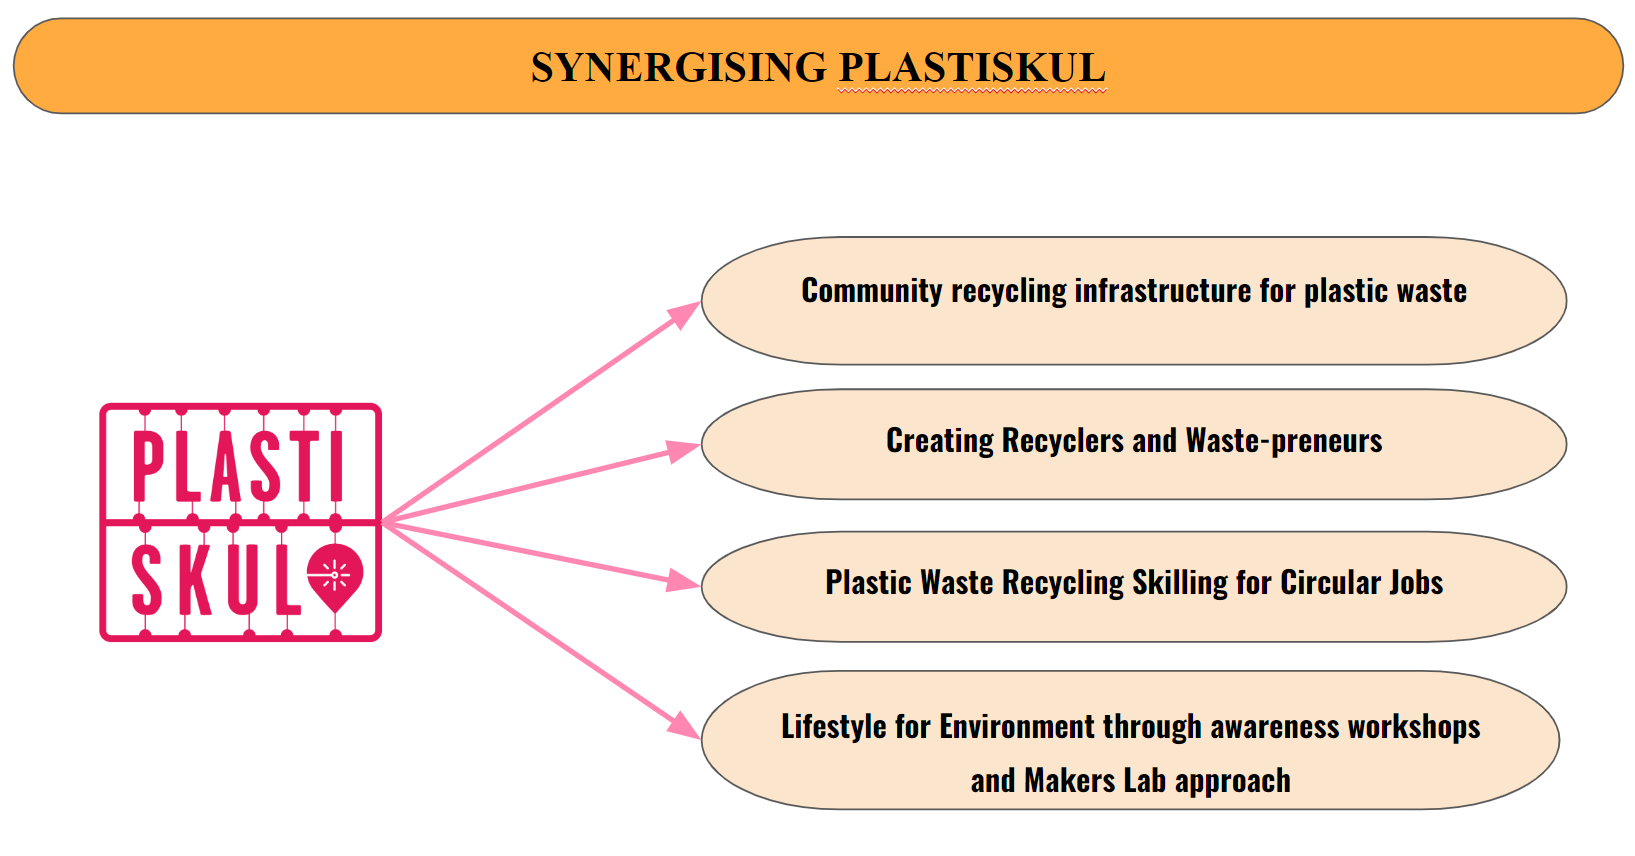 SYNERGISING PLASTISKUL
Community recycling infrastructure for plastic waste
Creating Recyclers and Waste-preneurs
PLASTI
SKUL
Plastic Waste Recycling Skilling for Circular Jobs
Lifestyle for Environment through awareness workshops
and Makers Lab approach